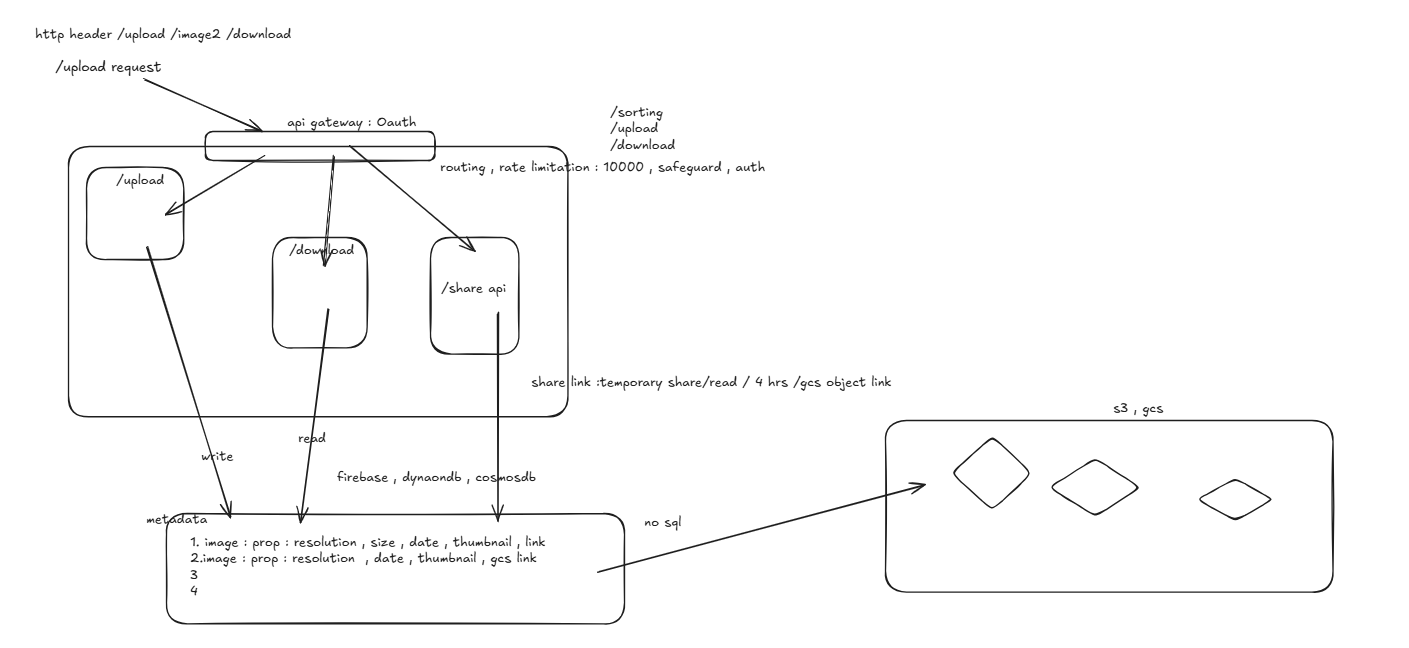 http header /upload /image2 /download
/upload request
api gateway : Oauth
/sorting
/upload
/download
routing , rate limitation : 10000 , safeguard , auth
/upload
/download
/share api
share link :temporary share/read / 4 hrs /gcs object link
s3 , gcs
read
write
firebase , dynaondb , cosmosdb
metadata
no sql
1. image : prop : resolution , size , date , thumbnail , link
2.image : prop : resolution , date , thumbnail , gcs link
3
4